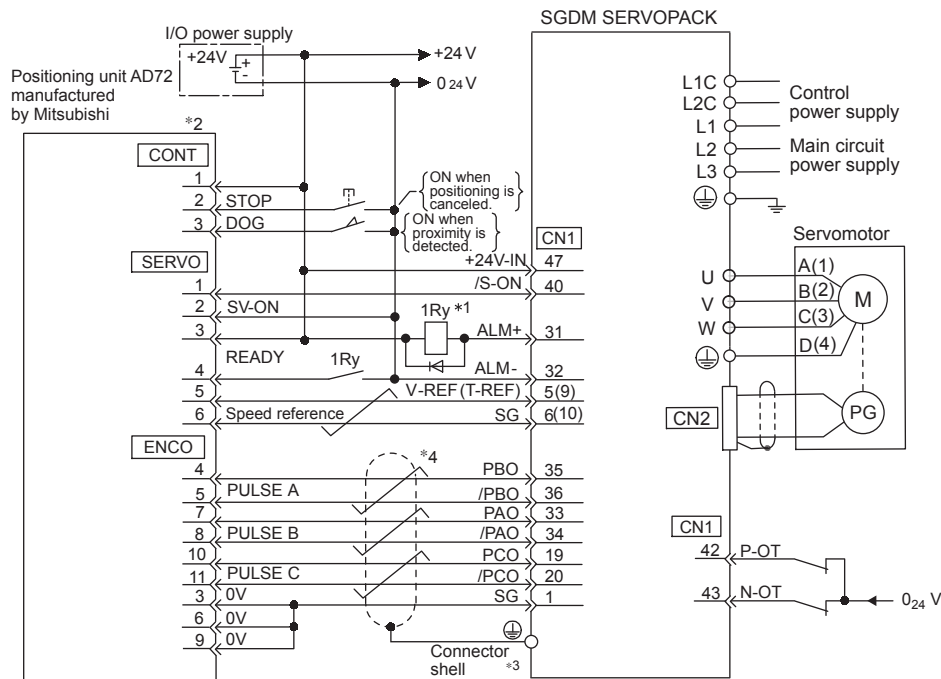 SGDM SERVOPACK
I/O power supply
+24V
+
-
+24 V
0 24 V
Positioning unit AD72
manufactured
by Mitsubishi
*2
CONT
1
2 STOP
3 DOG
ON when
positioning is
canceled.
ON when
proximity is
detected.
SERVO
1
2 SV-ON
3
READY
4
5
6 Speed reference
1Ry *1
1Ry
ENCO
4
5 PULSE A
7
8 PULSE B
10
11 PULSE C
3 0V
6 0V
9 0V
*4
CN1
+24V-IN 47
/S-ON 40
ALM+ 31
ALM- 32
V-REF (T-REF) 5(9)
SG 6(10)
PBO 35
/PBO 36
PAO 33
/PAO 34
PCO 19
/PCO 20
SG 1
Connector
shell *3
L1C
L2C
L1
L2
L3
Control
power supply
Main circuit
power supply
Servomotor
U A(1)
V B(2)
W C(3)
D(4)
M
PG
CN2
CN1
42 P-OT
43 N-OT
0 24 V